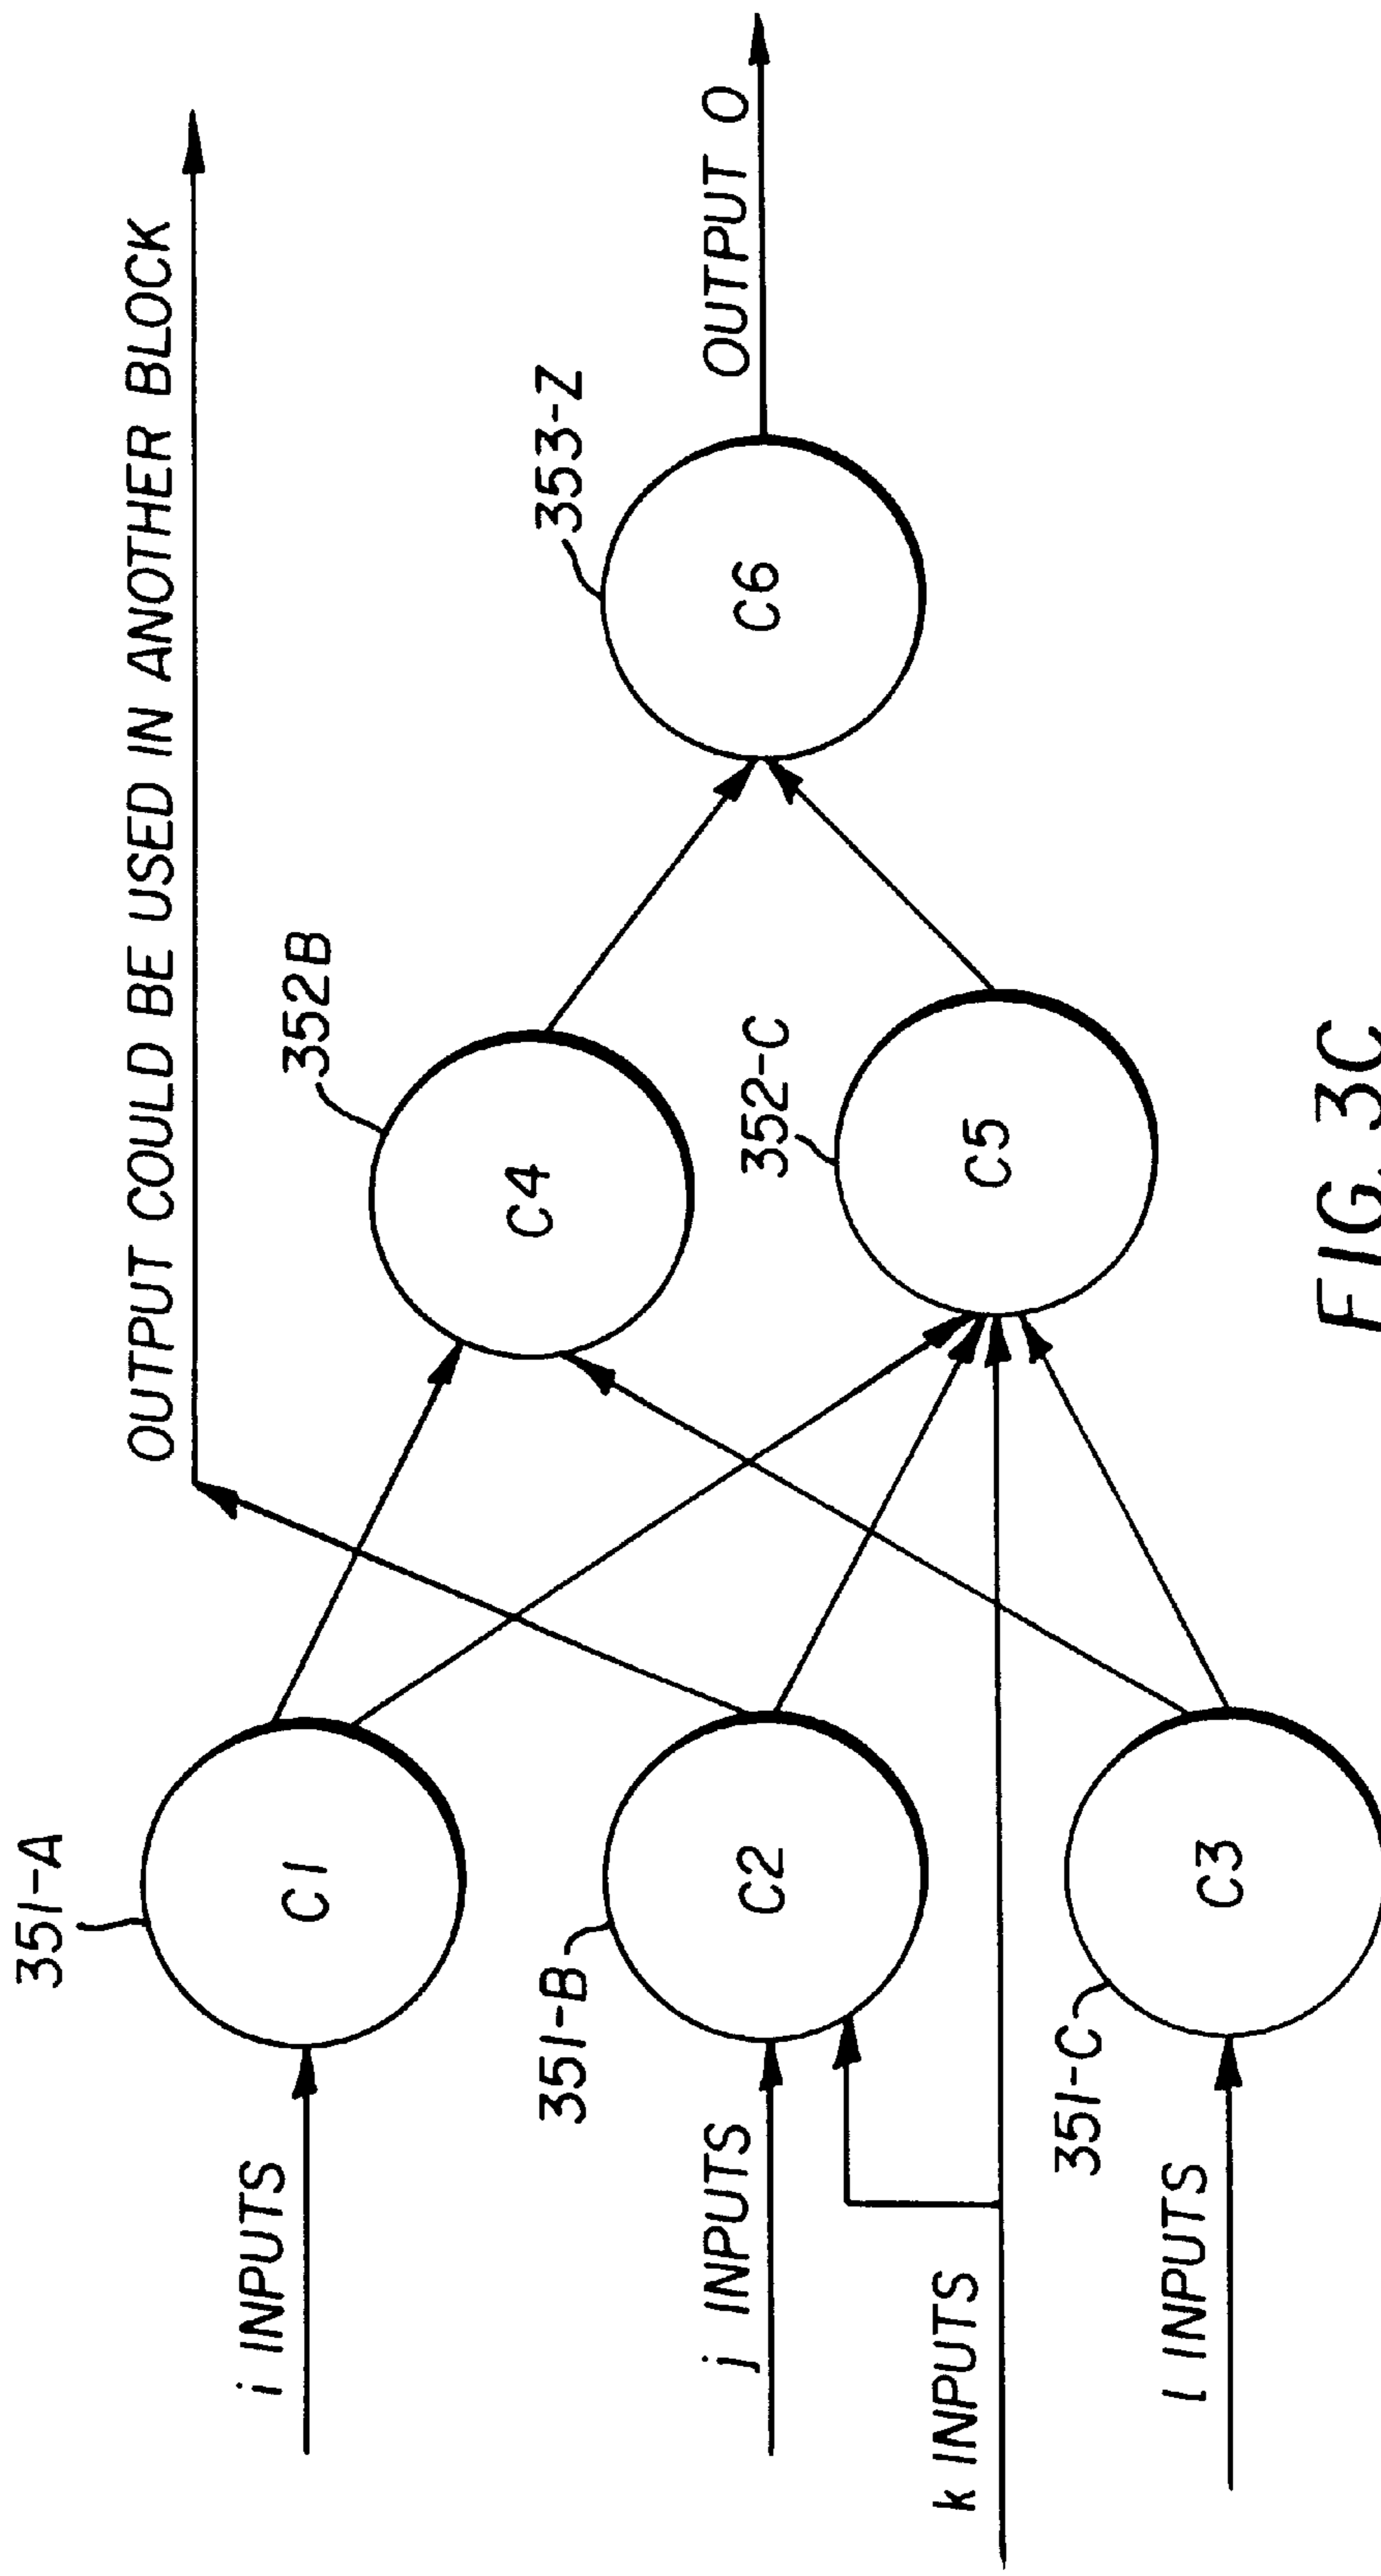 OUTPUT COULD BE USED IN ANOTHER BLOCK
351-A
i INPUTS
C1
352B
C4
353-Z
C6
OUTPUT O
351-B
j INPUTS
C2
352-C
C5
k INPUTS
351-C
l INPUTS
C3
FIG. 3C